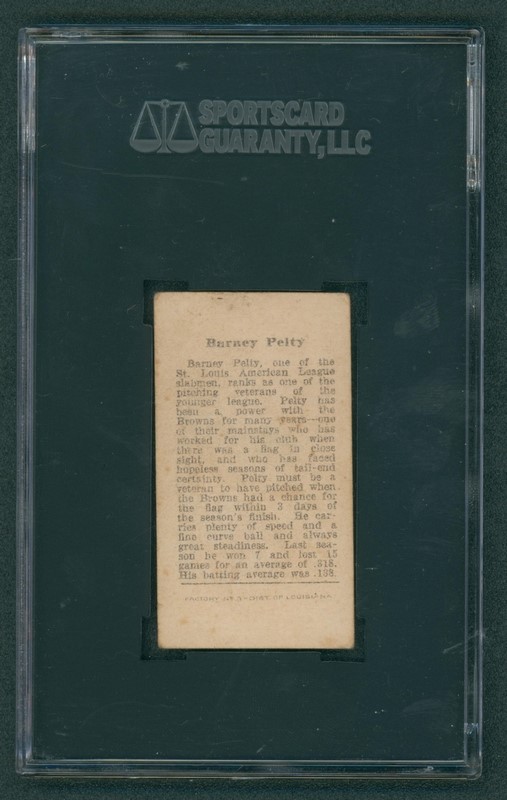 SPORTSCARD
GUARANTY, LLC
Barney Pelty
Barney Pelty, one of the
St. Louis American League
slabmen, ranks as one of the
pitching veterans of the
younger league. Pelty has
been a power with the
Browns for many years—one
of their mainstays who has
worked for his club when
there was a flag in close
sight, and who has faced
hopeless seasons of tail-end
certainty. Pelty must be a
veteran to have pitched when
the Browns had a chance for
the flag within 3 days of
the season's finish. He car-
ries plenty of speed and a
fine curve ball and always
great steadiness. Last sea-
son he won 7 and lost 15
games for an average of .318.
His batting average was .138.
FACTORY Nº 3-DIST. OF LOUISIANA.